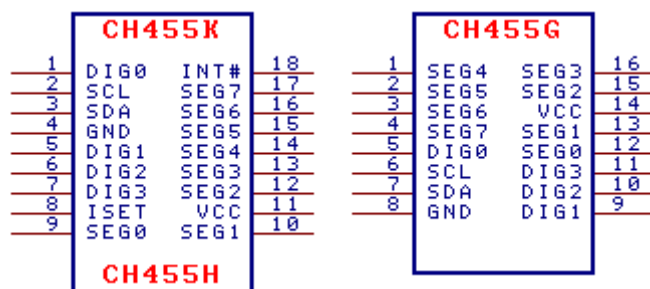 CH455K
1 DIG0 INT# 18
2 SCL SEG7 17
3 SDA SEG6 16
4 GND SEG5 15
5 DIG1 SEG4 14
6 DIG2 SEG3 13
7 DIG3 SEG2 12
8 ISET VCC 11
9 SEG0 SEG1 10
CH455H
CH455G
1 SEG4 SEG3 16
2 SEG5 SEG2 15
3 SEG6 VCC 14
4 SEG7 SEG1 13
5 DIG0 SEG0 12
6 SCL DIG3 11
7 SDA DIG2 10
8 GND DIG1 9